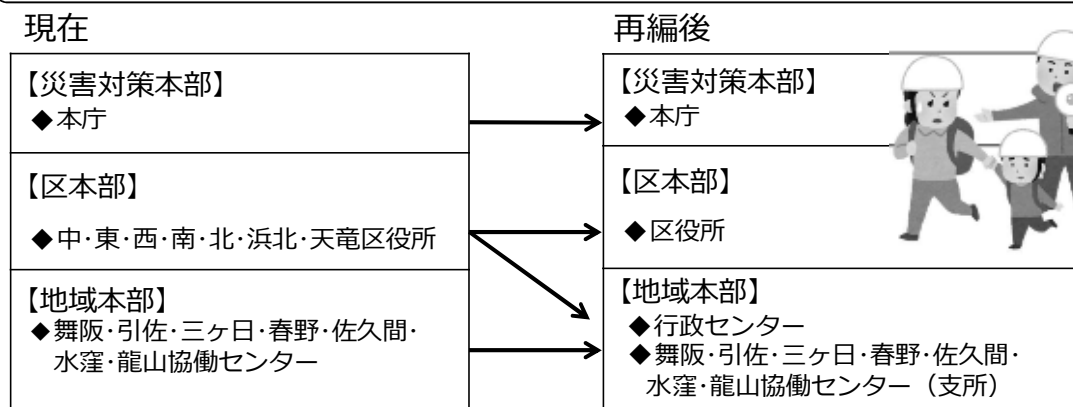 現在
【災害対策本部】
◆本庁
【区本部】
◆中･東･西･南･北･浜北･天竜区役所
【地域本部】
◆舞阪･引佐･三ヶ日･春野･佐久間･
水窪･龍山協働センター
再編後
【災害対策本部】
◆本庁
【区本部】
◆区役所
【地域本部】
◆行政センター
◆舞阪･引佐･三ヶ日･春野･佐久間･
水窪･龍山協働センター（支所）